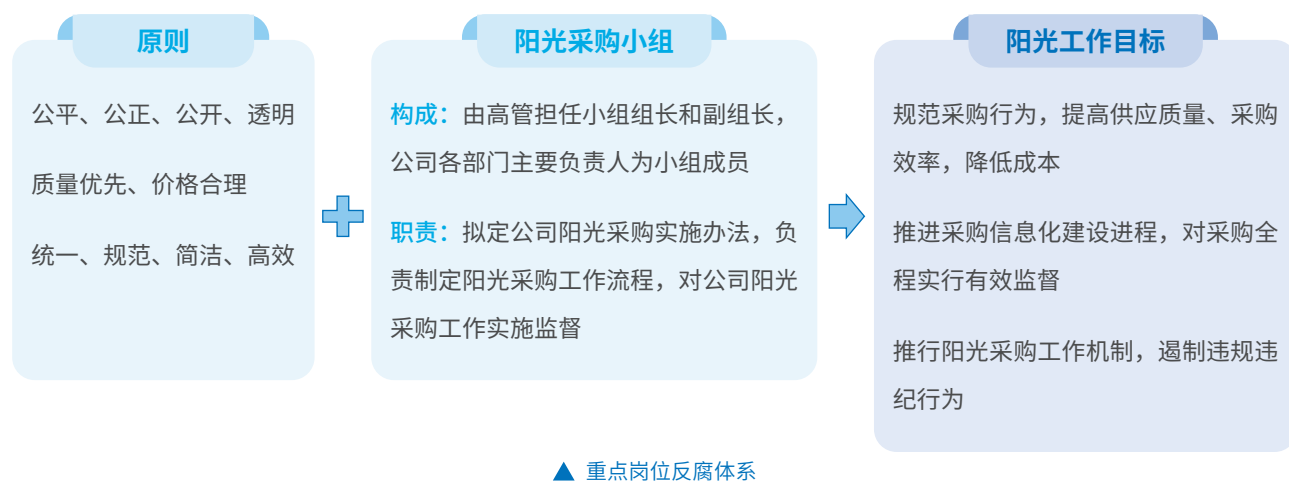 原则
公平、公正、公开、透明
质量优先、价格合理
统一、规范、简洁、高效
阳光采购小组
构成：由高管担任小组组长和副组长，
公司各部门主要负责人为小组成员
职责：拟定公司阳光采购实施办法，负
责制定阳光采购工作流程，对公司阳光
采购工作实施监督
阳光工作目标
规范采购行为，提高供应质量、采购
效率，降低成本
推进采购信息化建设进程，对采购全
程实行有效监督
推行阳光采购工作机制，遏制违规违
纪行为
▲ 重点岗位反腐体系